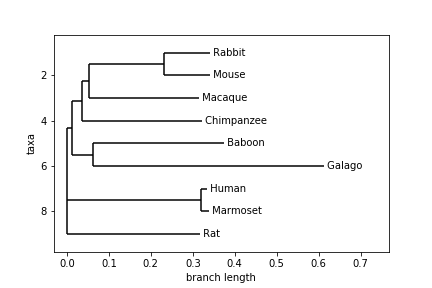 Rabbit
2
Mouse
Macaque
4
Chimpanzee
Baboon
taxa
6
Galago
Human
8
Marmoset
Rat
0.0 0.1 0.2 0.3 0.4 0.5 0.6 0.7
branch length